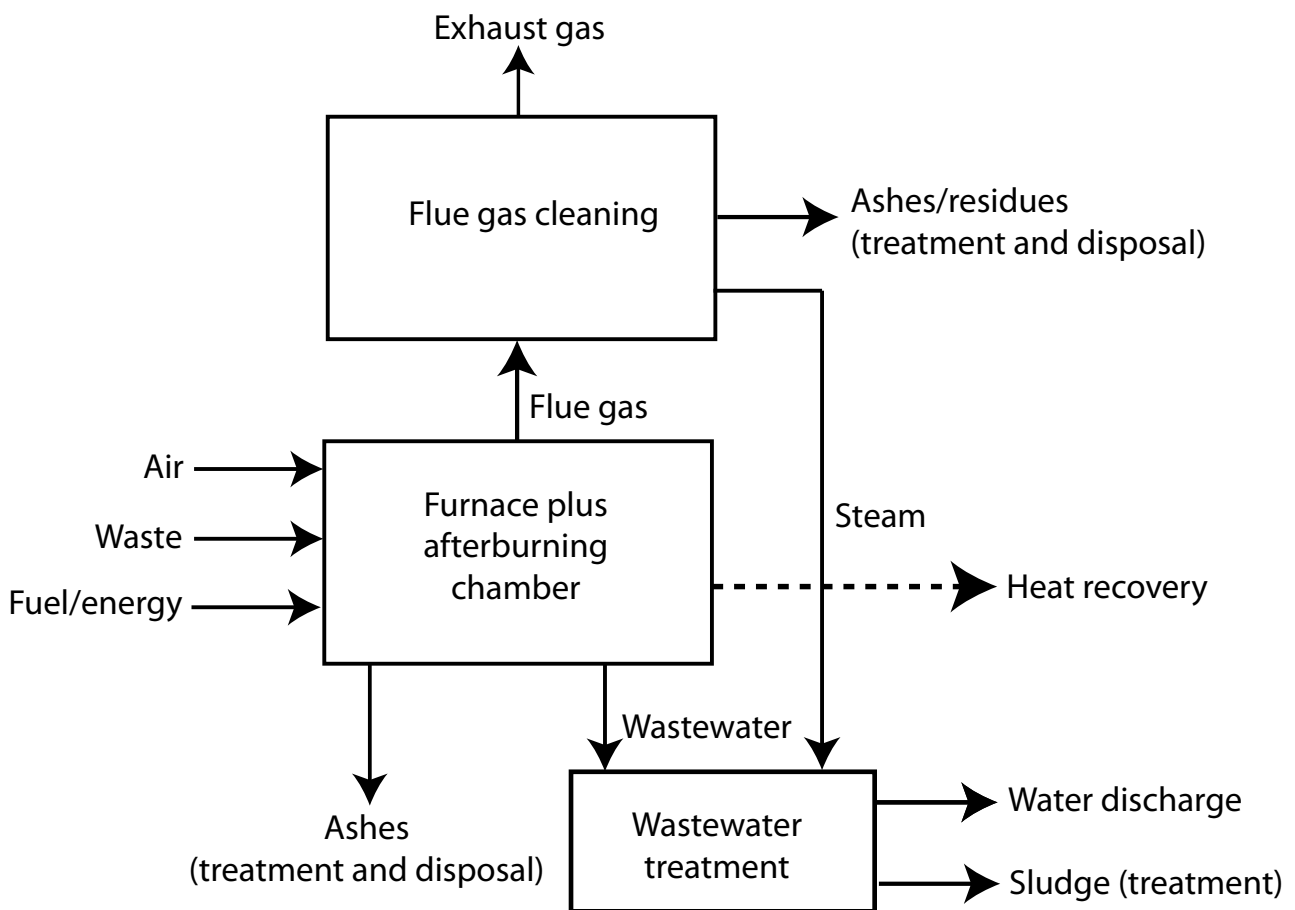 Exhaust gas
Flue gas cleaning
Ashes/residues
(treatment and disposal)
Flue gas
Air
Waste
Fuel/energy
Furnace plus
afterburning
chamber
Steam
Heat recovery
Wastewater
Ashes
(treatment and disposal)
Wastewater
treatment
Water discharge
Sludge (treatment)